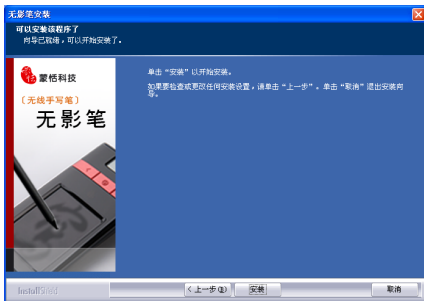 无影笔安装
可以安装该程序了
向导已就绪，可以开始安装了。
蒙恬科技
（无线手写笔）
无影笔
单击“安装”以开始安装。
如果要检查或更改任何安装设置，请单击“上一步”。单击“取消”退出安装向
导。
InstallShield
< 上一步(B)
安装
取消